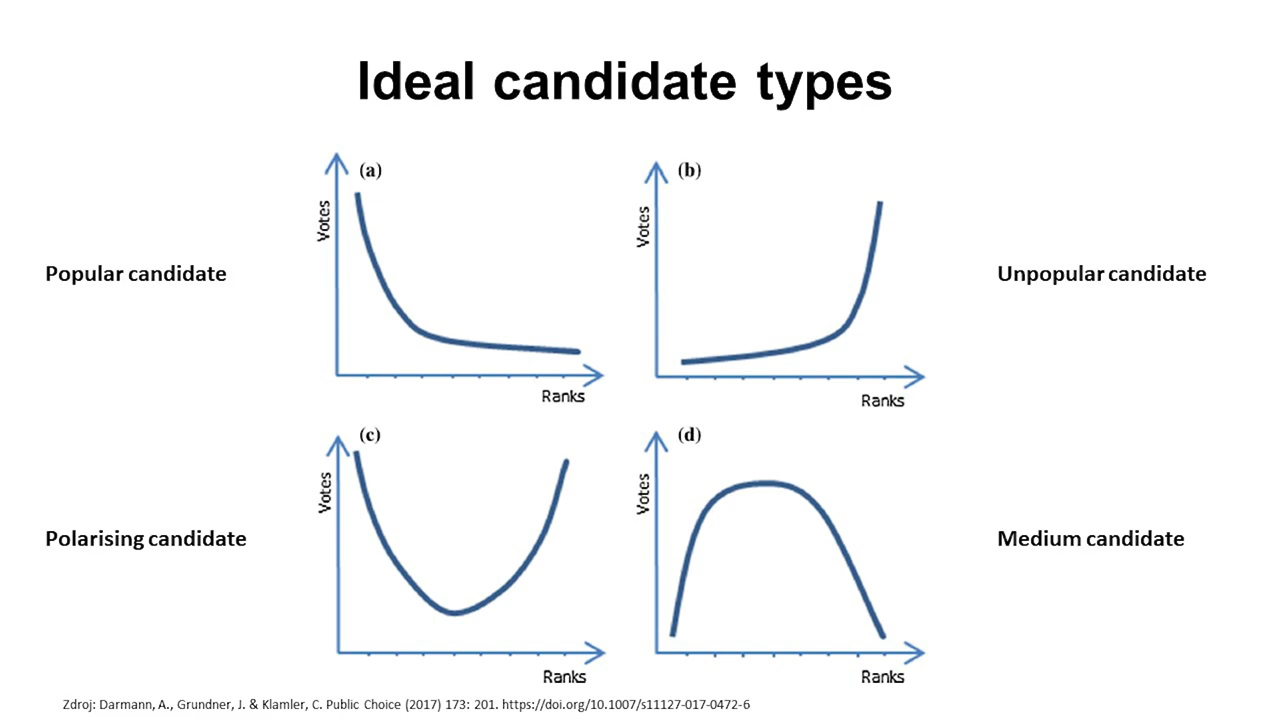 Ideal candidate types
(a)
Votes
Ranks
Popular candidate
(b)
Votes
Ranks
Unpopular candidate
(c)
Votes
Ranks
Polarising candidate
(d)
Votes
Ranks
Medium candidate
Zdroj: Darmann, A., Grundner, J. & Klamler, C. Public Choice (2017) 173: 201. https://doi.org/10.1007/s11127-017-0472-6